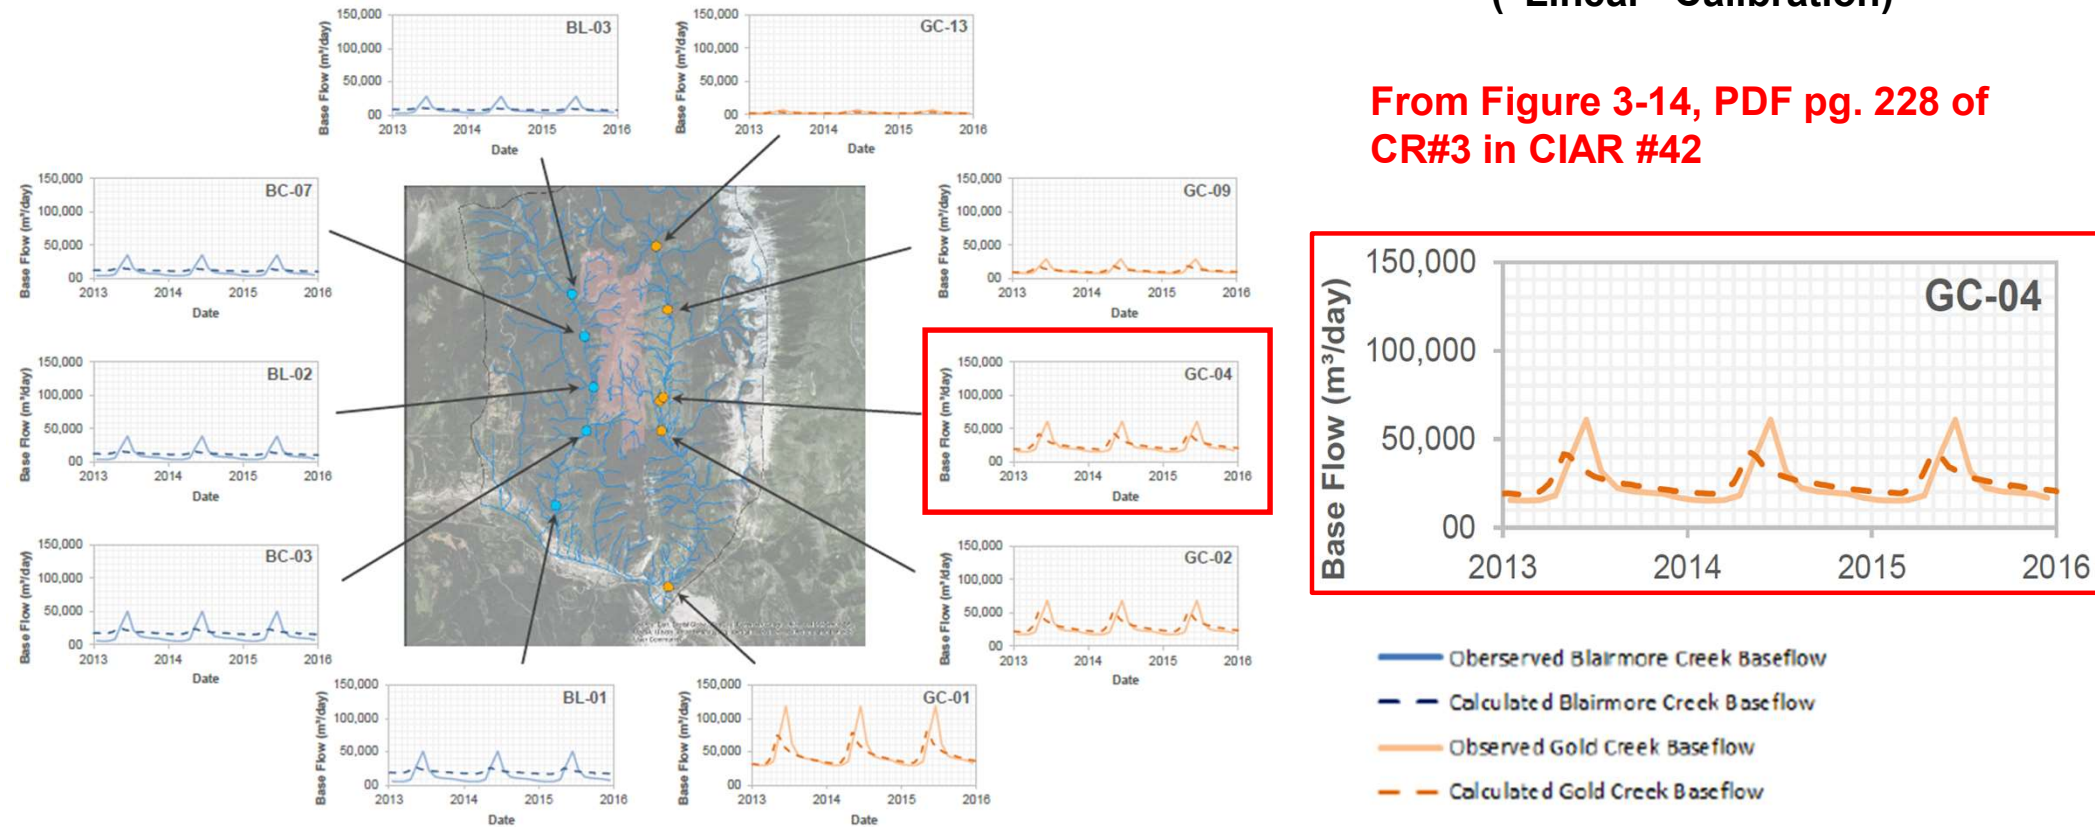 ("Linear" Calibration)
From Figure 3-14, PDF pg. 228 of
CR#3 in CIAR #42
BL-03
Base Flow (m³/day)
150,000
100,000
50,000
00
2013 2014 2015 2016
Date
GC-13
Base Flow (m³/day)
150,000
100,000
50,000
00
2013 2014 2015 2016
Date
BC-07
Base Flow (m³/day)
150,000
100,000
50,000
00
2013 2014 2015 2016
Date
GC-09
Base Flow (m³/day)
150,000
100,000
50,000
00
2013 2014 2015 2016
Date
BL-02
Base Flow (m³/day)
150,000
100,000
50,000
00
2013 2014 2015 2016
Date
GC-04
Base Flow (m³/day)
150,000
100,000
50,000
00
2013 2014 2015 2016
Date
BC-03
Base Flow (m³/day)
150,000
100,000
50,000
00
2013 2014 2015 2016
Date
GC-02
Base Flow (m³/day)
150,000
100,000
50,000
00
2013 2014 2015 2016
Date
BL-01
Base Flow (m³/day)
150,000
100,000
50,000
00
2013 2014 2015 2016
Date
GC-01
Base Flow (m³/day)
150,000
100,000
50,000
00
2013 2014 2015 2016
Date
GC-04
Base Flow (m³/day)
150,000
100,000
50,000
00
2013 2014 2015 2016
Oberserved Blairmore Creek Baseflow
Calculated Blairmore Creek Baseflow
Observed Gold Creek Baseflow
Calculated Gold Creek Baseflow